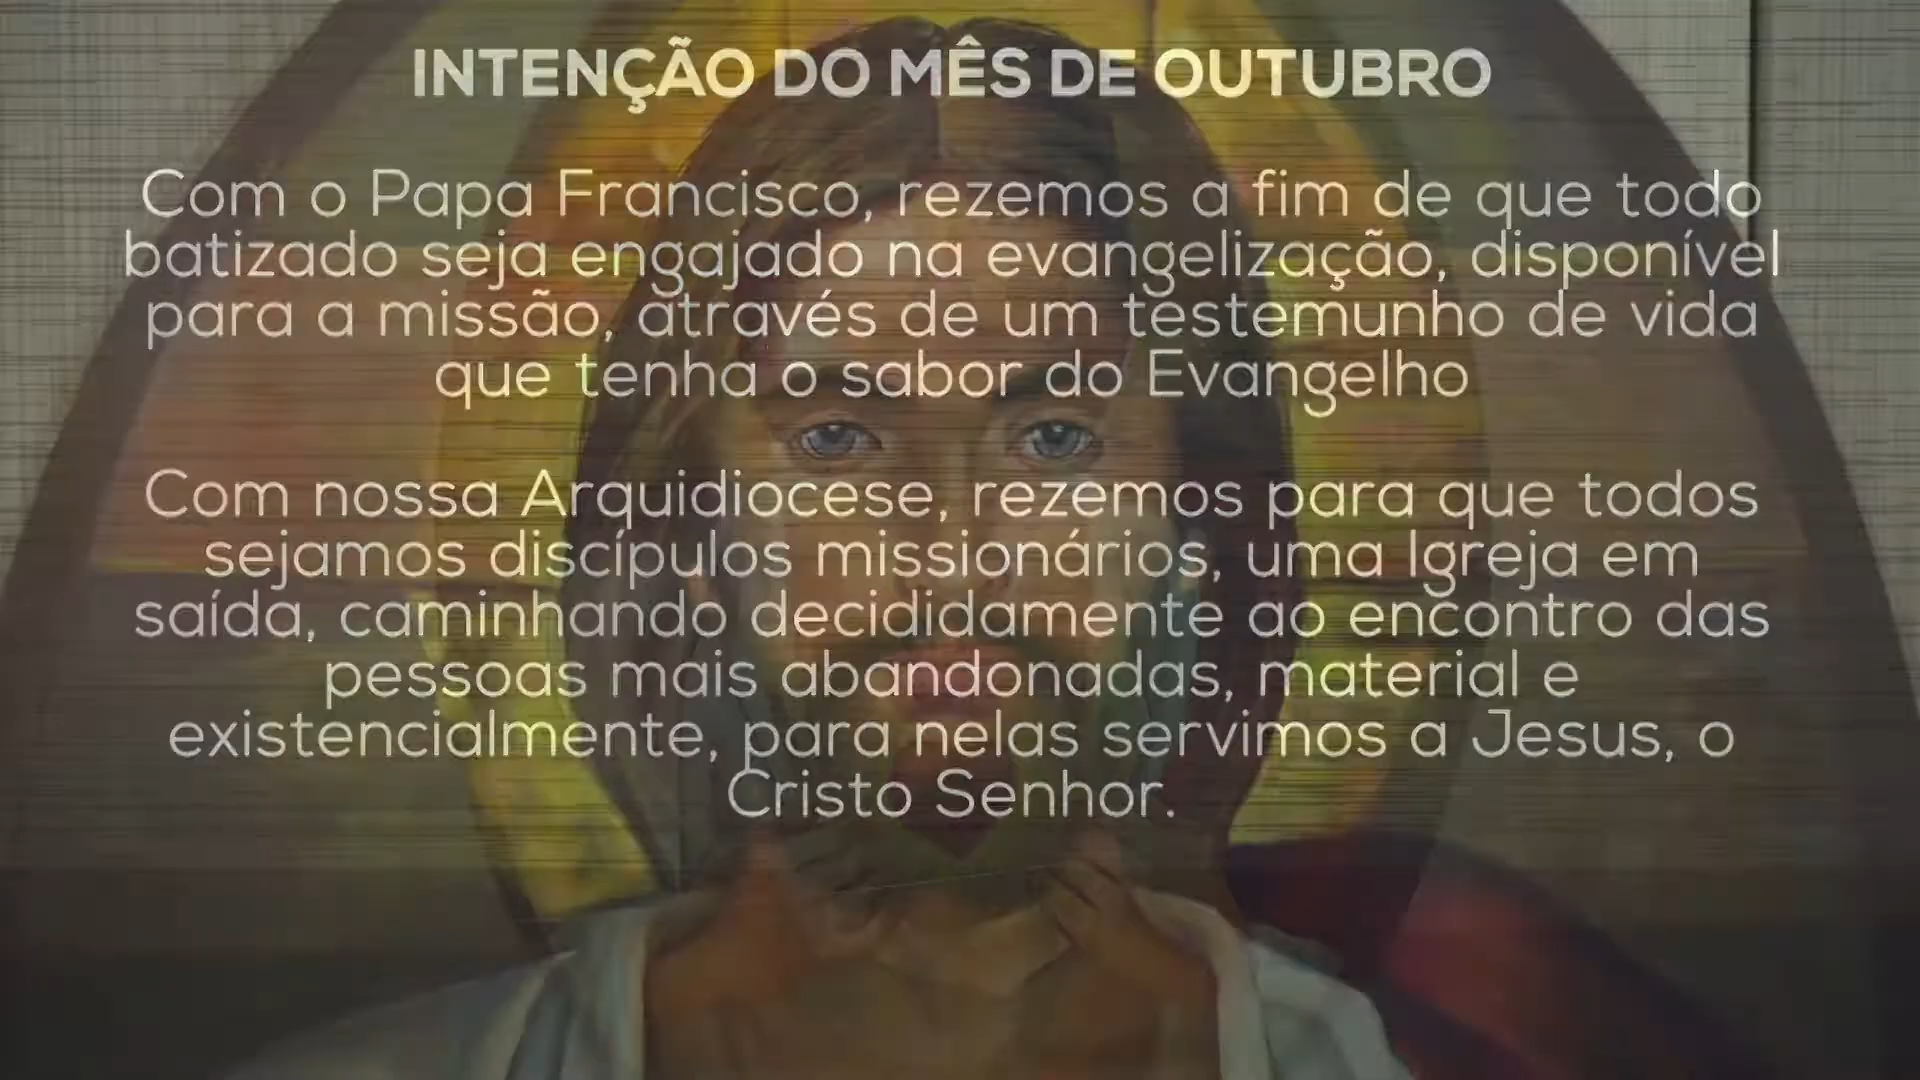 INTENÇÃO DO MÊS DE OUTUBRO
Com o Papa Francisco, rezemos a fim de que todo
batizado seja engajado na evangelização, disponível
para a missão, através de um testemunho de vida
que tenha o sabor do Evangelho
Com nossa Arquidiocese, rezemos para que todos
sejamos discípulos missionários, uma Igreja em
saída, caminhando decididamente ao encontro das
pessoas mais abandonadas, material e
existencialmente, para nelas servimos a Jesus, o
Cristo Senhor.